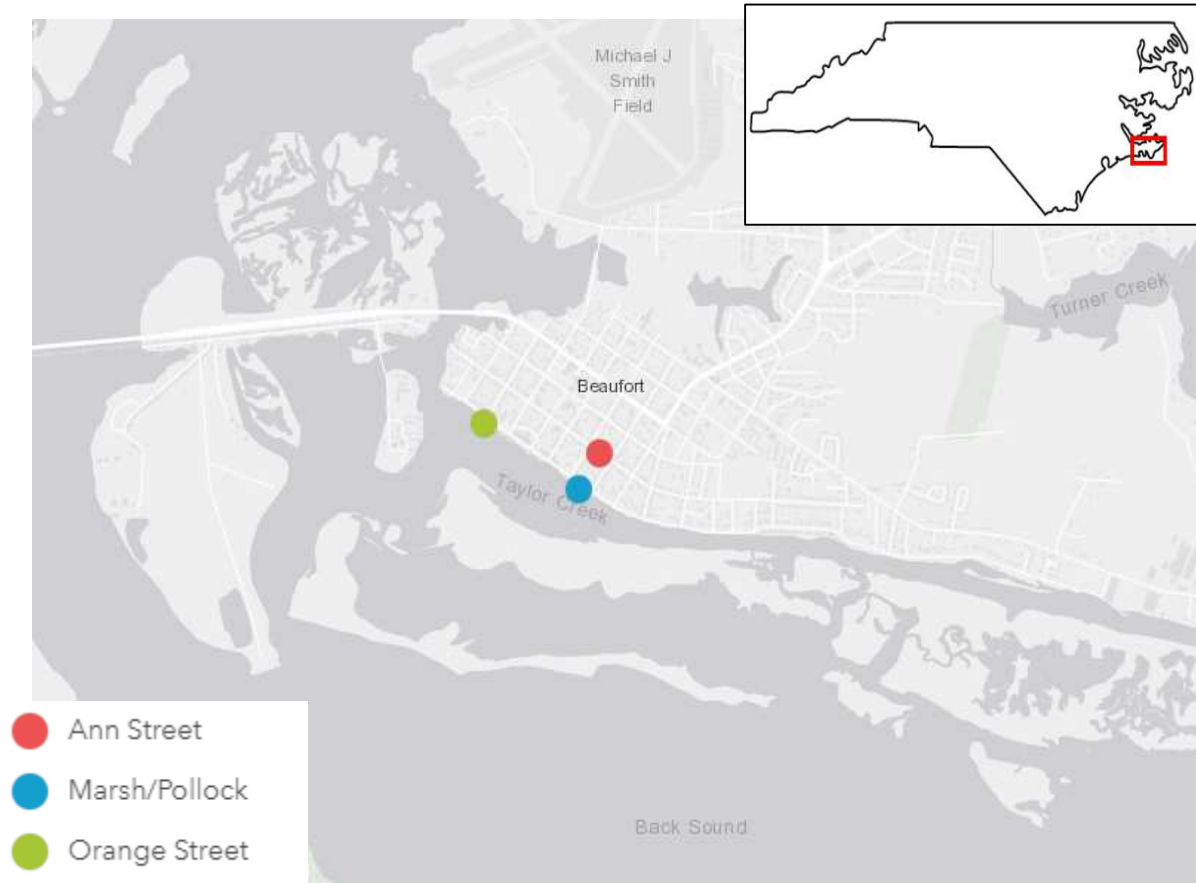 Michael J
Smith
Field
Turner Creek
Beaufort
Taylor Creek
Ann Street
Marsh/Pollock
Back Sound
Orange Street